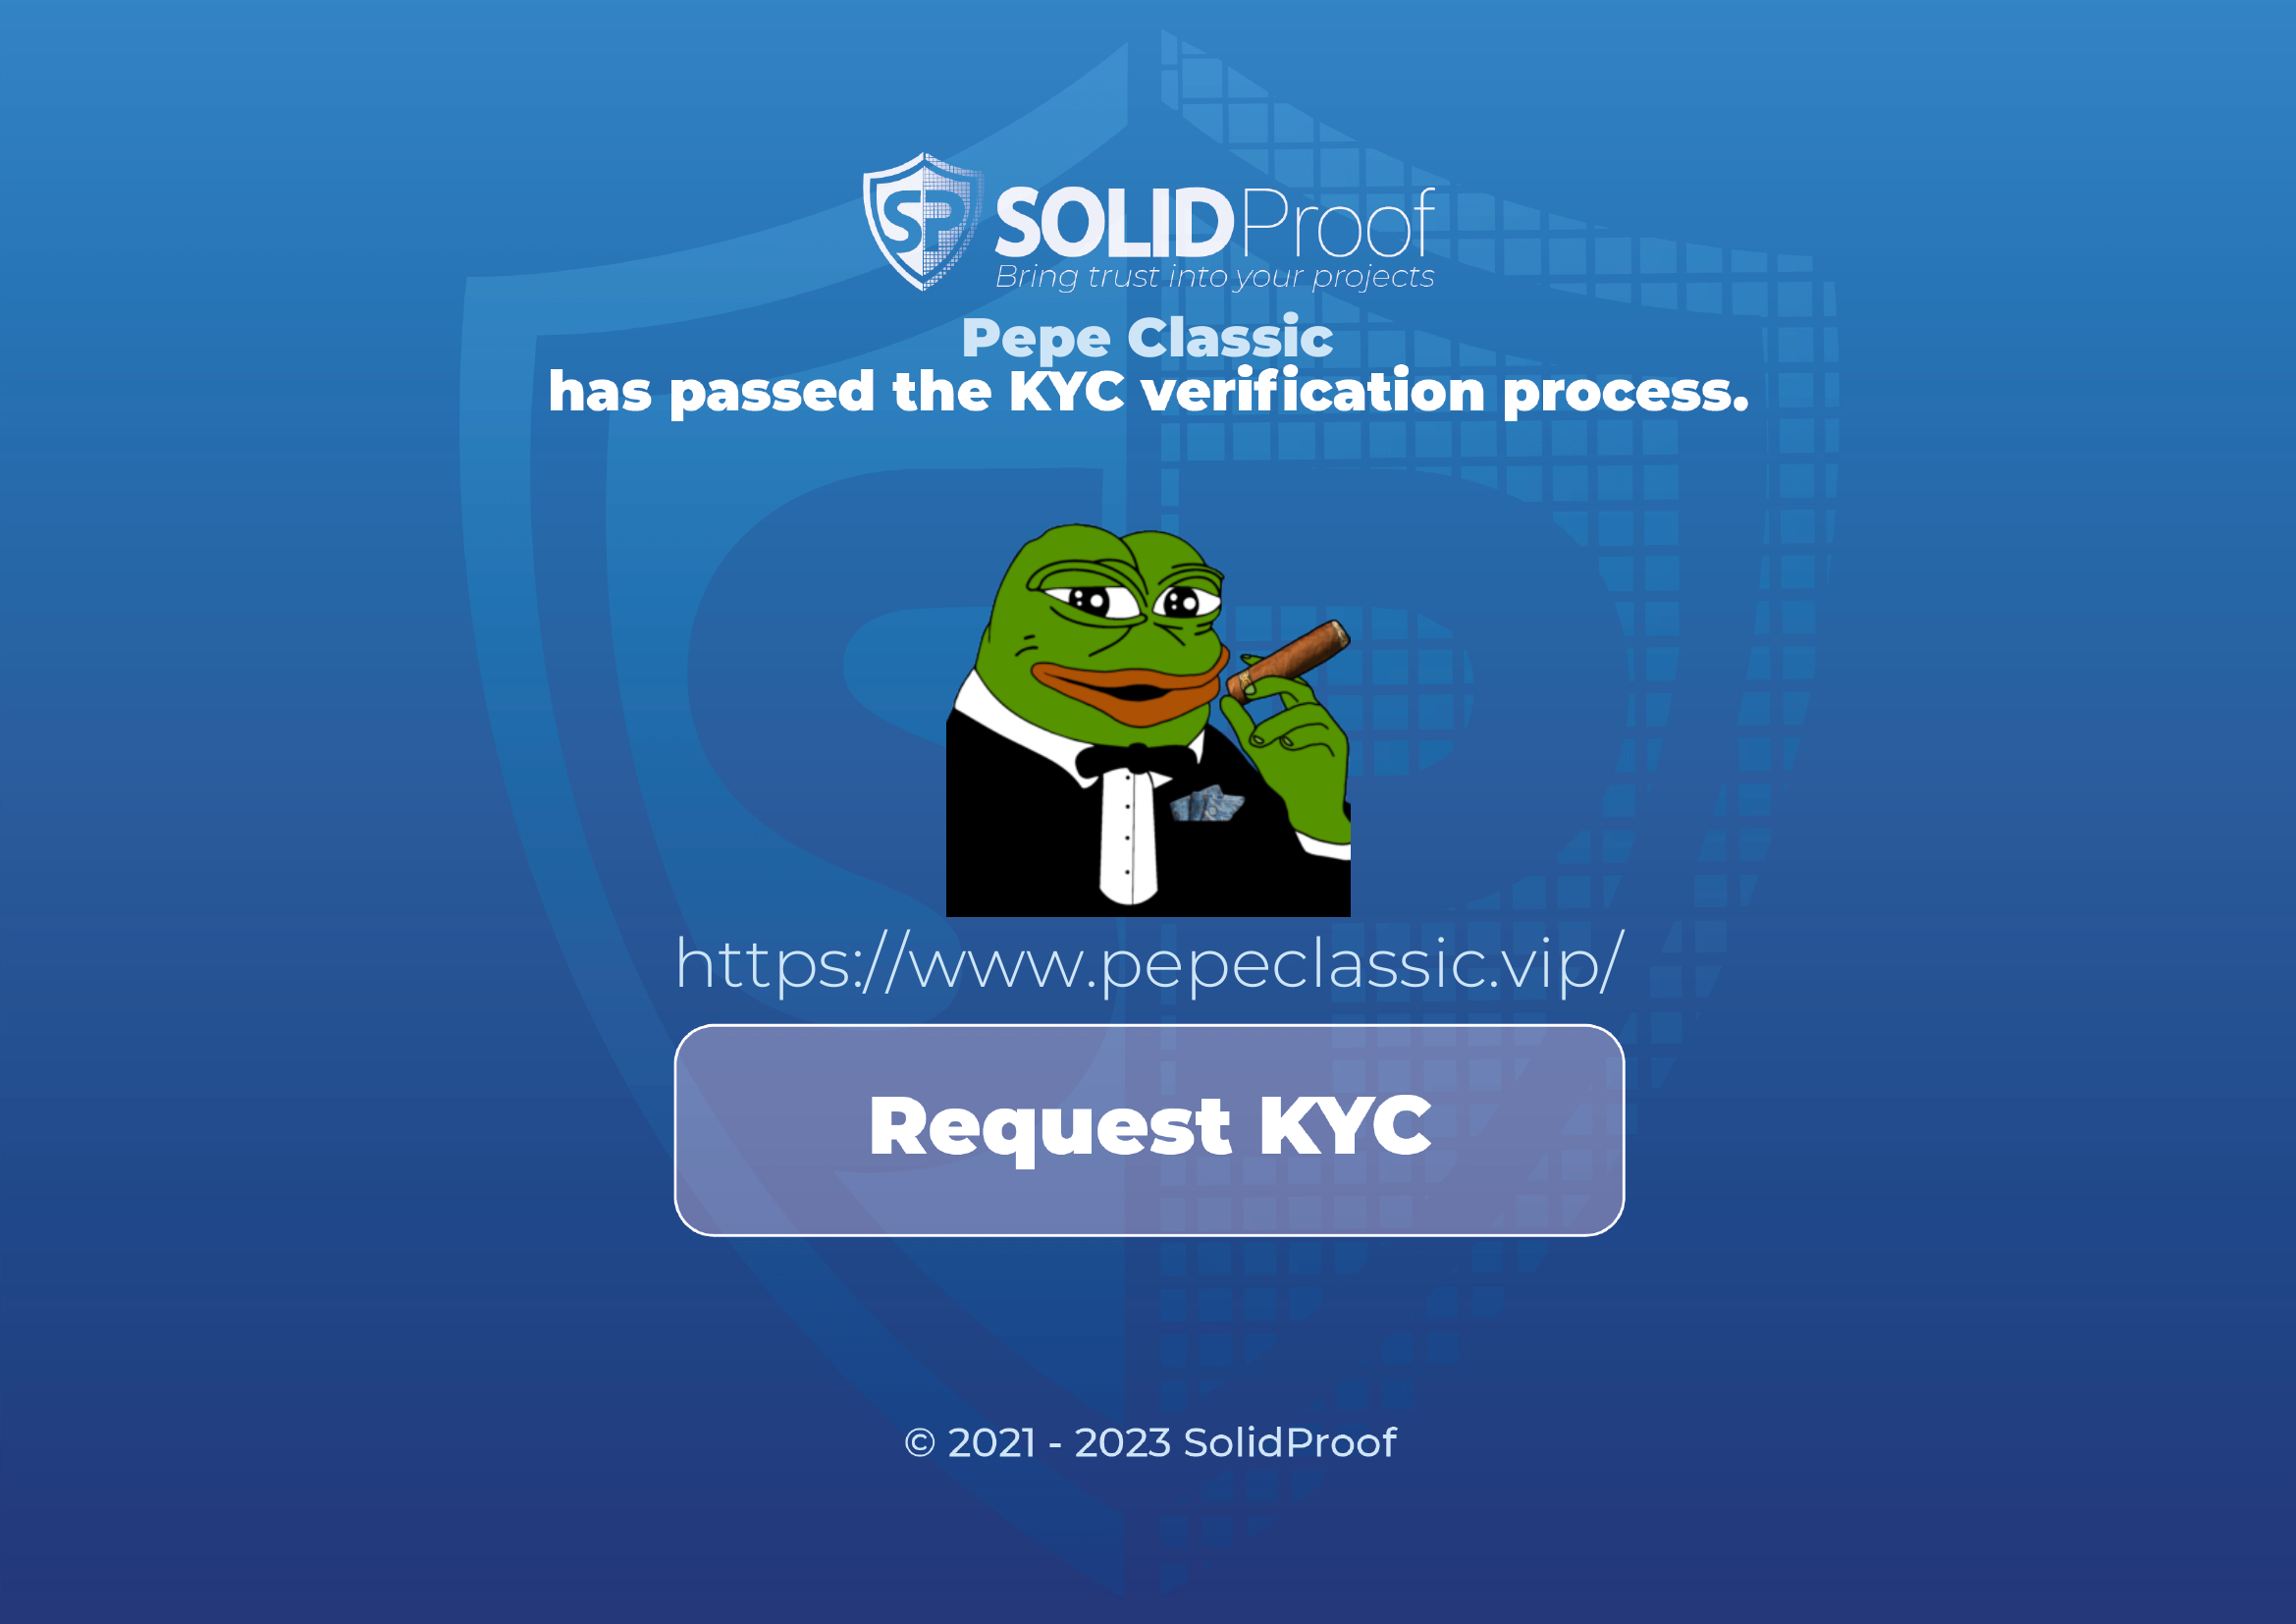 SP SOLIDProof
Bring trust into your projects
Pepe Classic
has passed the KYC verification process.
https://www.pepeclassic.vip/
Request KYC
© 2021 - 2023 SolidProof